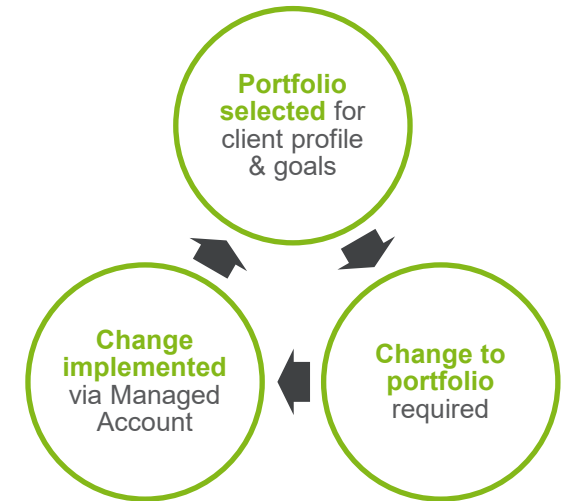 Portfolio
selected for
client profile
& goals
Change to
portfolio
required
Change
implemented
via Managed
Account